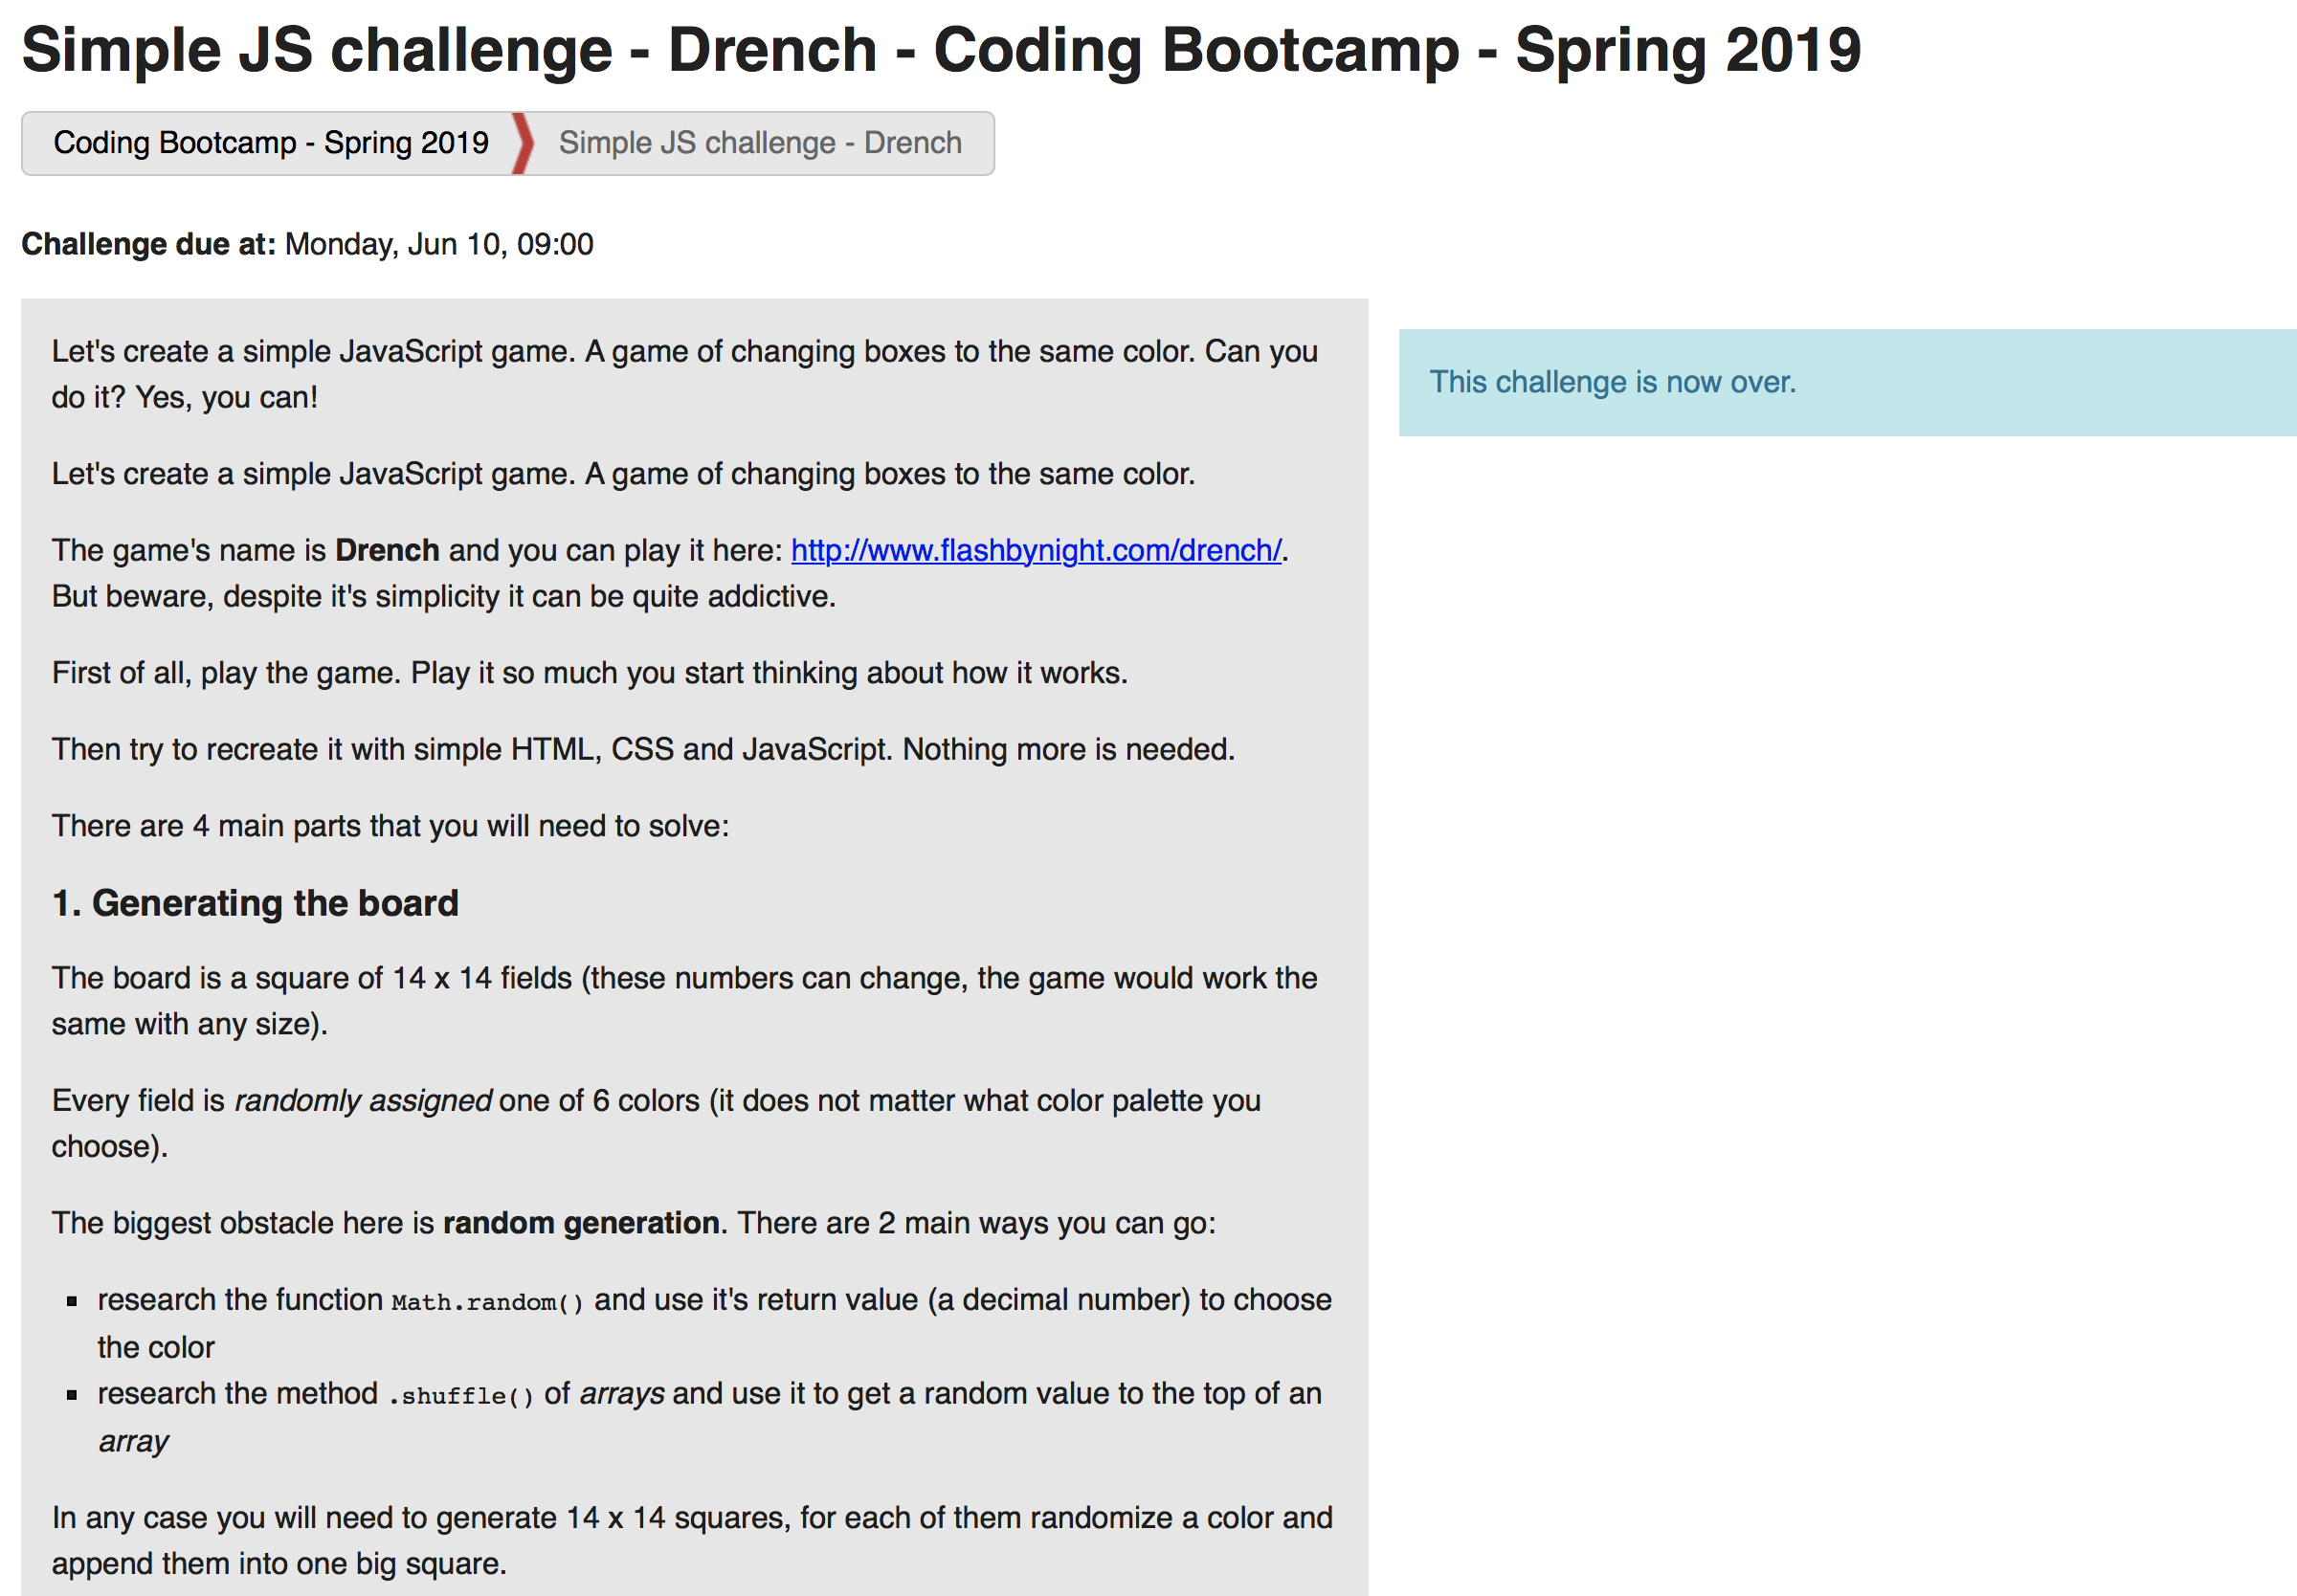 Simple JS challenge - Drench - Coding Bootcamp - Spring 2019
Coding Bootcamp - Spring 2019
Simple JS challenge - Drench
Challenge due at: Monday, Jun 10, 09:00
Let's create a simple JavaScript game. A game of changing boxes to the same color. Can you
do it? Yes, you can!
This challenge is now over.
Let's create a simple JavaScript game. A game of changing boxes to the same color.
The game's name is Drench and you can play it here: http://www.flashbynight.com/drench/.
But beware, despite it's simplicity it can be quite addictive.
First of all, play the game. Play it so much you start thinking about how it works.
Then try to recreate it with simple HTML, CSS and JavaScript. Nothing more is needed.
There are 4 main parts that you will need to solve:
1. Generating the board
The board is a square of 14 x 14 fields (these numbers can change, the game would work the
same with any size).
Every field is randomly assigned one of 6 colors (it does not matter what color palette you
choose).
The biggest obstacle here is random generation. There are 2 main ways you can go:
research the function Math.random() and use it's return value (a decimal number) to choose
the color
research the method .shuffle() of arrays and use it to get a random value to the top of an
array
In any case you will need to generate 14 x 14 squares, for each of them randomize a color and
append them into one big square.